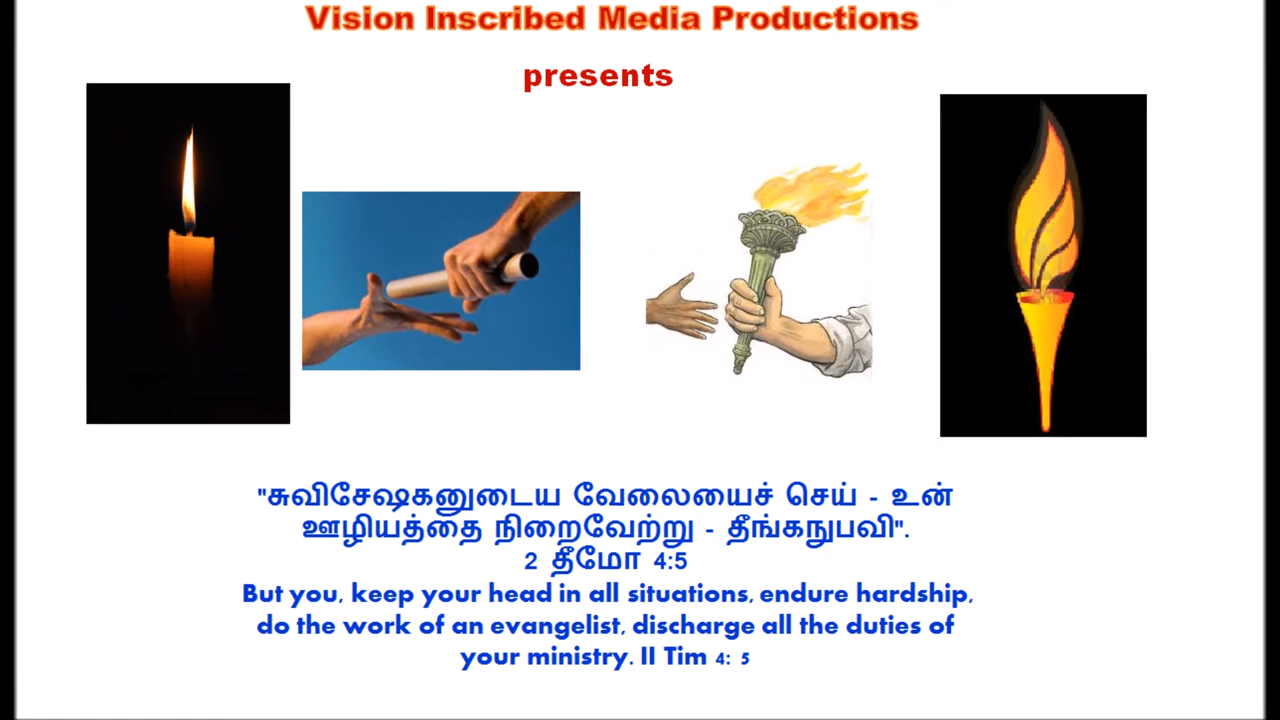 Vision Inscribed Media Productions
presents
"சுவிசேஷகனுடைய வேலையைச் செய் - உன்
ஊழியத்தை நிறைவேற்று - தீங்கநுபவி".
2 தீமோ 4:5
But you, keep your head in all situations, endure hardship,
do the work of an evangelist, discharge all the duties of
your ministry. II Tim 4: 5